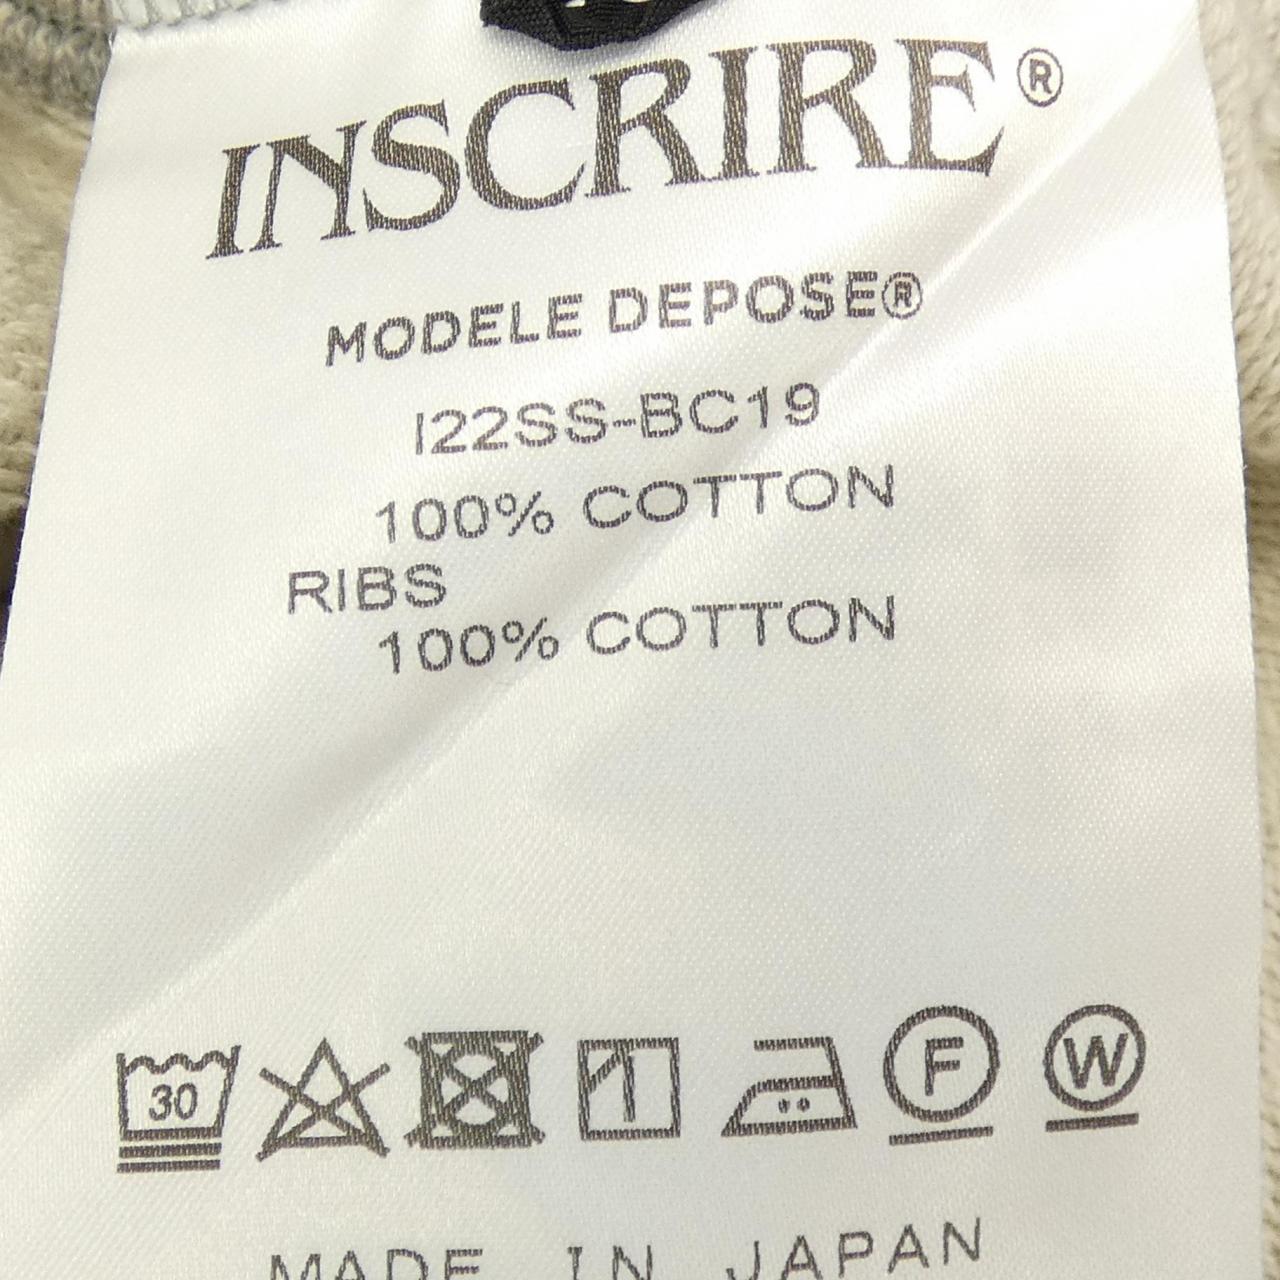 INSCRIRE®
MODELE DEPOSE®
I22SS-BC19
100% COTTON
RIBS
100% COTTON
30
F
W
MADE IN JAPAN